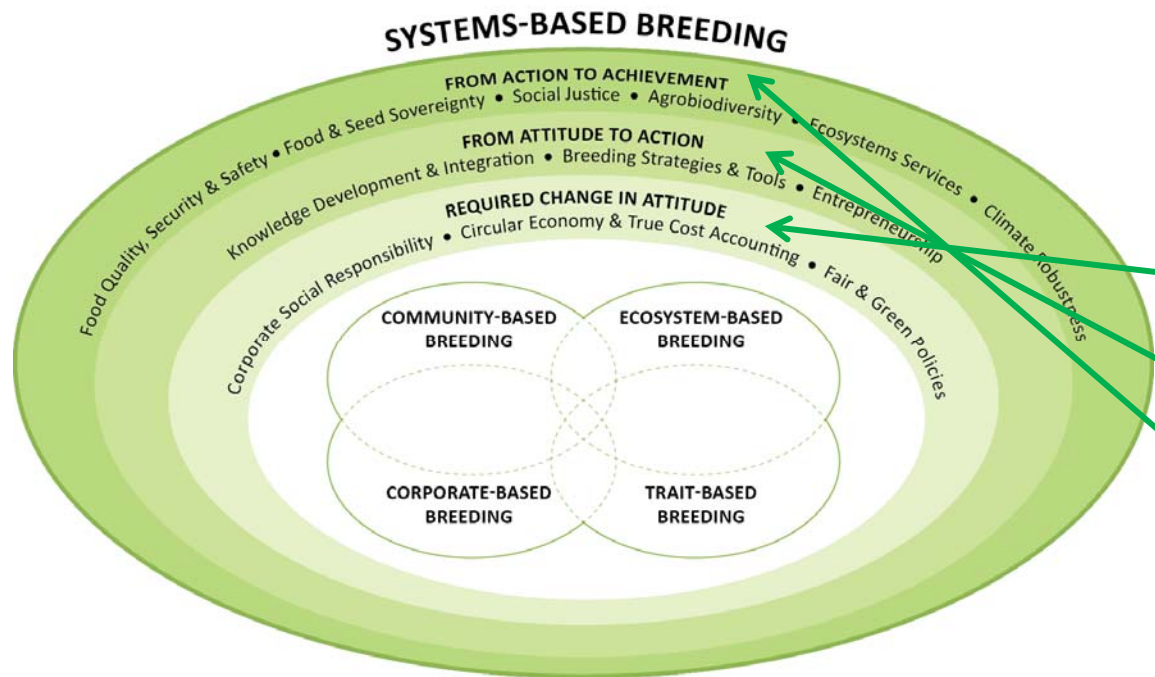 SYSTEMS-BASED BREEDING
FROM ACTION TO ACHIEVEMENT
Food Quality, Security & Safety • Food & Seed Sovereignty • Social Justice • Agrobiodiversity • Ecosystems Services • Climate Robustness
FROM ATTITUDE TO ACTION
Knowledge Development & Integration • Breeding Strategies & Tools • Entrepreneurship
REQUIRED CHANGE IN ATTITUDE
Corporate Social Responsibility • Circular Economy & True Cost Accounting • Fair & Green Policies
COMMUNITY-BASED
BREEDING
ECOSYSTEM-BASED
BREEDING
CORPORATE-BASED
BREEDING
TRAIT-BASED
BREEDING